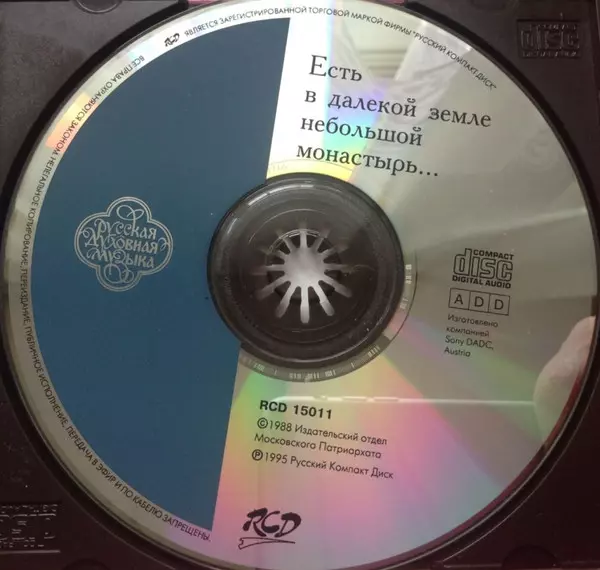 RCD ЯВЛЯЕТСЯ ЗАРЕГИСТРИРОВАННОЙ ТОРГОВОЙ МАРКОЙ ФИРМЫ "РУССКИЙ КОМПАКТ ДИСК"
Есть
в далекой земле
небольшой
монастырь...
Русская
Духовная
Музыка
COMPACT
disc
DIGITAL AUDIO
ADD
Изготовлено
компанией
Sony DADC,
Austria
RCD 15011
©1988 Издательский отдел
Московского Патриархата
℗1995 Русский Компакт Диск
RCD
ВСЕ ПРАВА ОХРАНЯЮТСЯ ЗАКОНОМ НЕЛЕГАЛЬНОЕ КОПИРОВАНИЕ, ПЕРЕИЗДАНИЕ, ПУБЛИЧНОЕ ИСПОЛНЕНИЕ, ПЕРЕДАЧА В ЭФИР И ПО КАБЕЛЮ ЗАПРЕЩЕНЫ.